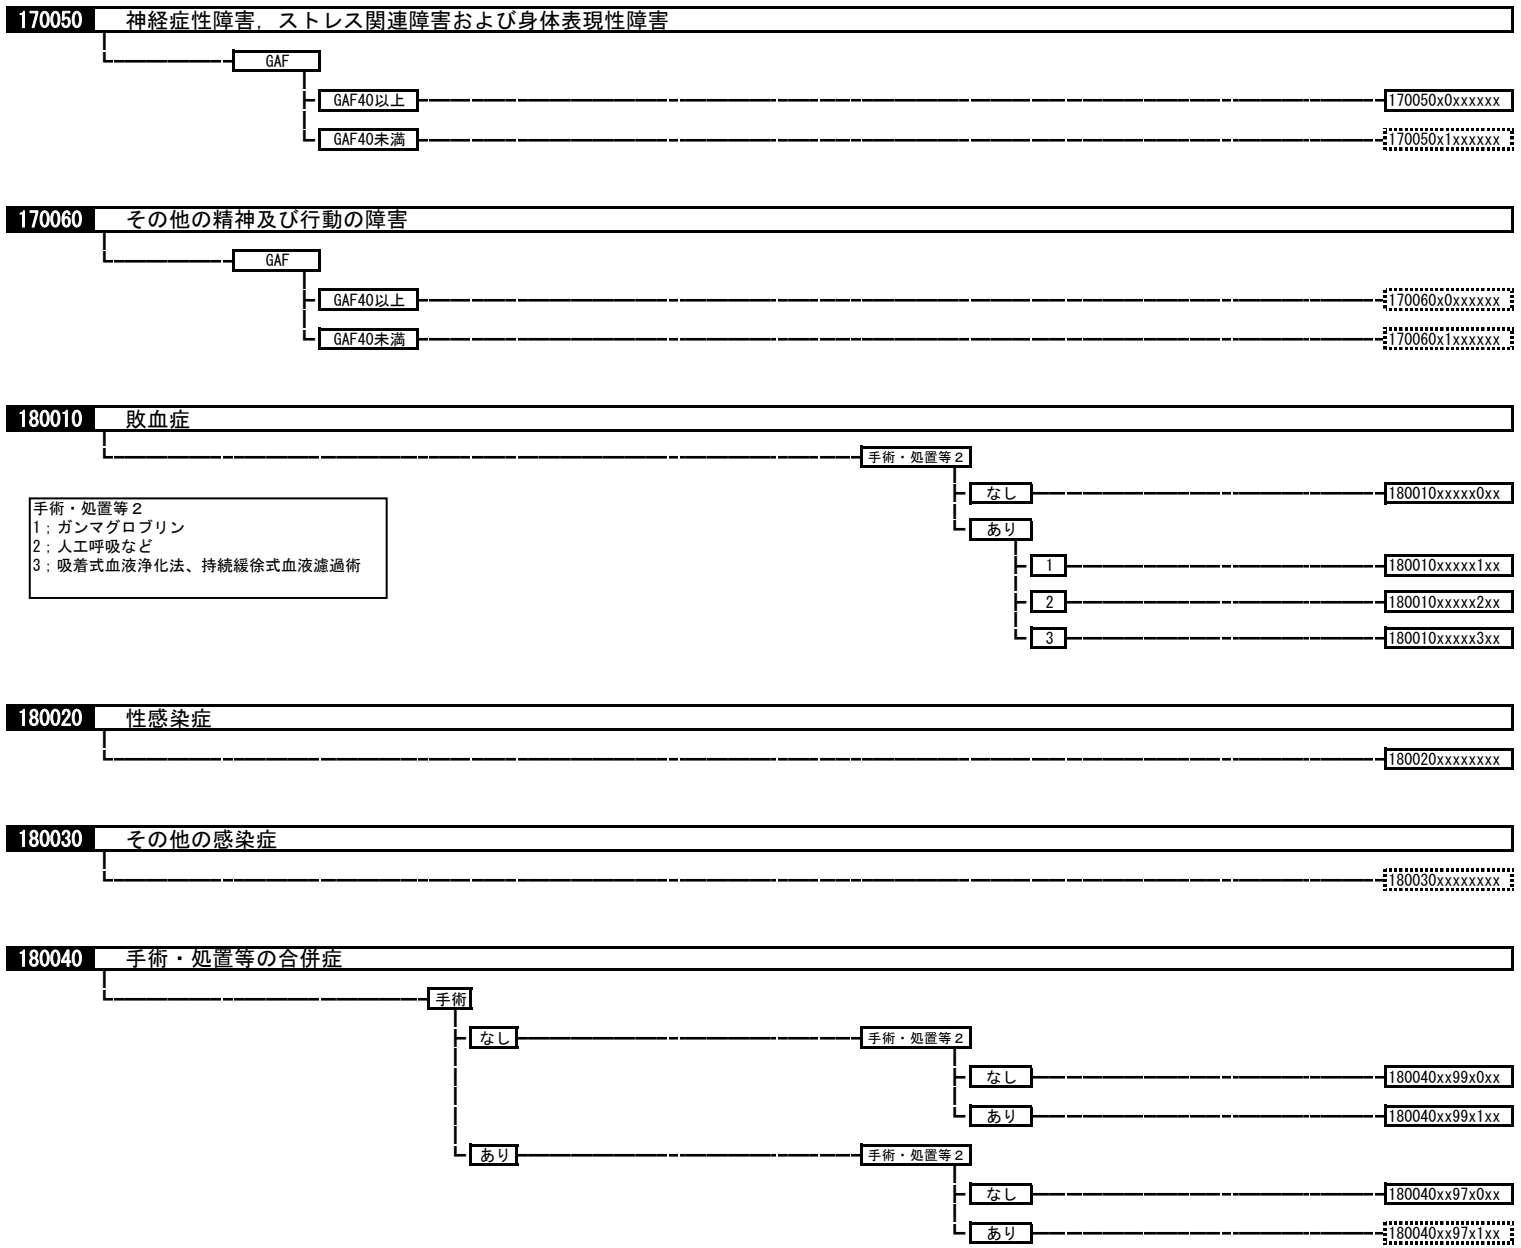 170050 神経症性障害，ストレス関連障害および身体表現性障害
GAF
GAF40以上 170050x0xxxxxx
GAF40未満 170050x1xxxxxx
170060 その他の精神及び行動の障害
GAF
GAF40以上 170060x0xxxxxx
GAF40未満 170060x1xxxxxx
180010 敗血症
手術・処置等２
なし 180010xxxxx0xx
あり
1 180010xxxxx1xx
2 180010xxxxx2xx
3 180010xxxxx3xx
手術・処置等２
1；ガンマグロブリン
2；人工呼吸など
3；吸着式血液浄化法、持続緩徐式血液濾過術
180020 性感染症
180020xxxxxxxx
180030 その他の感染症
180030xxxxxxxx
180040 手術・処置等の合併症
手術
なし 手術・処置等２
なし 180040xx99x0xx
あり 180040xx99x1xx
あり 手術・処置等２
なし 180040xx97x0xx
あり 180040xx97x1xx